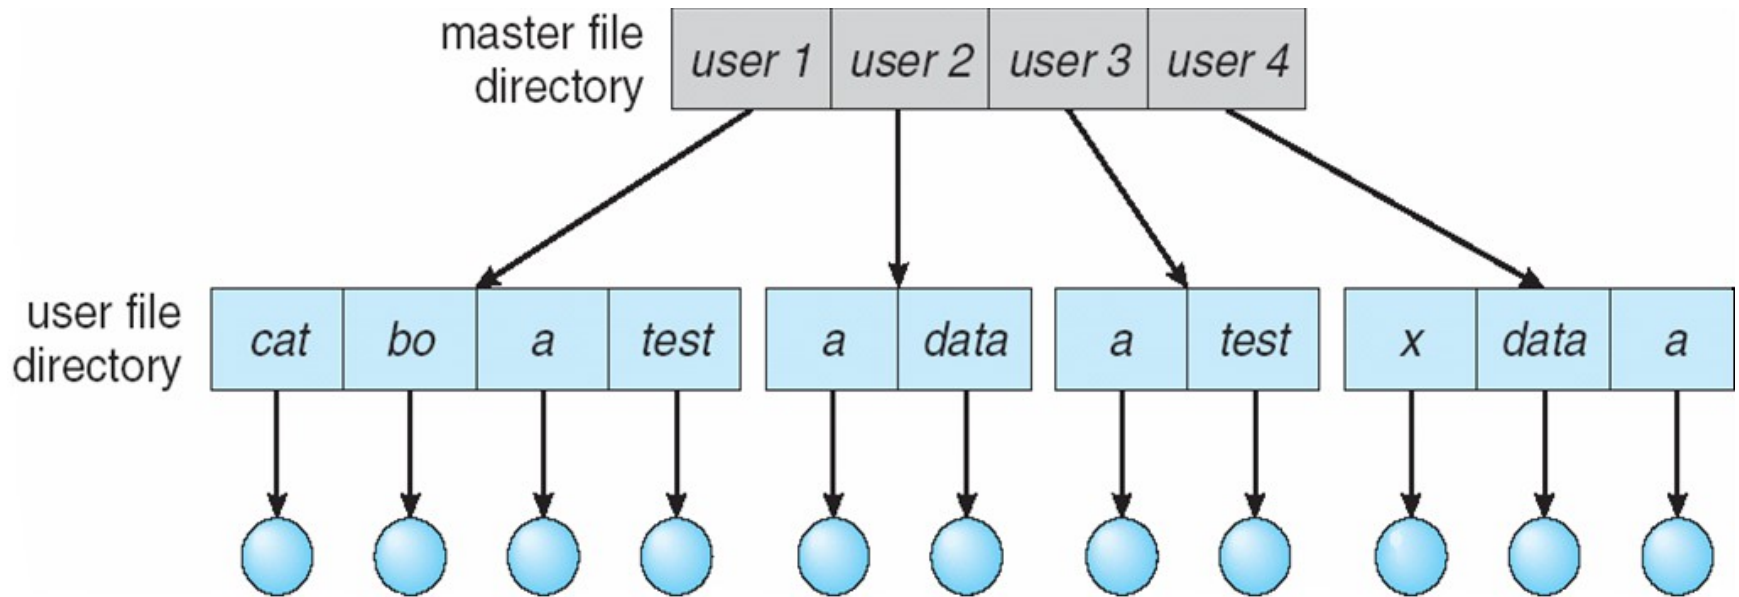 master file
directory
user 1 user 2 user 3 user 4
user file
directory
cat bo a test a data a test x data a